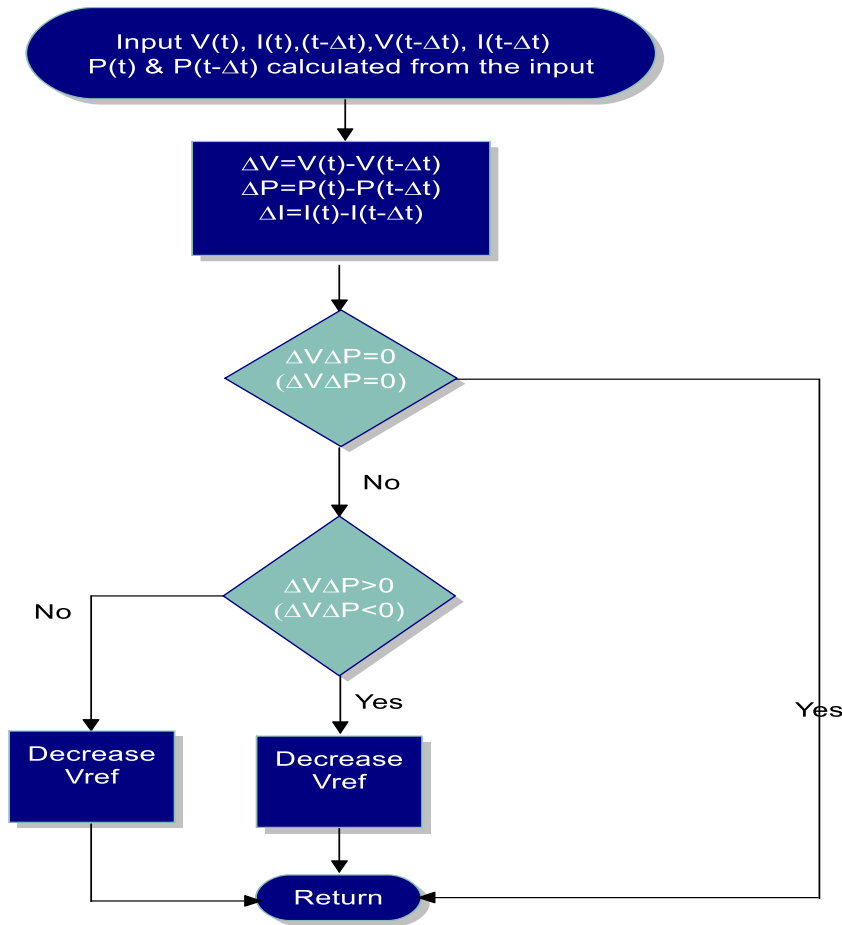 Input V(t), I(t),(t-Δt),V(t-Δt), I(t-Δt)
P(t) & P(t-Δt) calculated from the input
ΔV=V(t)-V(t-Δt)
ΔP=P(t)-P(t-Δt)
ΔI=I(t)-I(t-Δt)
ΔVΔP=0
(ΔVΔP=0)
No
ΔVΔP>0
(ΔVΔP<0)
No
Yes
Yes
Decrease
Vref
Decrease
Vref
Return